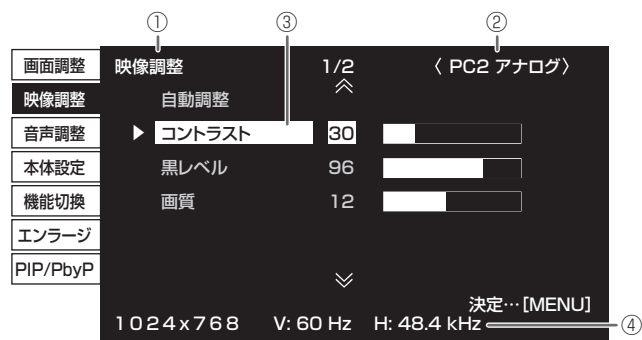 ① ③ ②
画面調整
映像調整
音声調整
本体設定
機能切換
エンラージ
PIP/PbyP
映像調整 1/2 〈 PC2 アナログ〉
自動調整
コントラスト 30
黒レベル 96
画質 12
決定…[MENU]
1024x768 V: 60 Hz H: 48.4 kHz ④